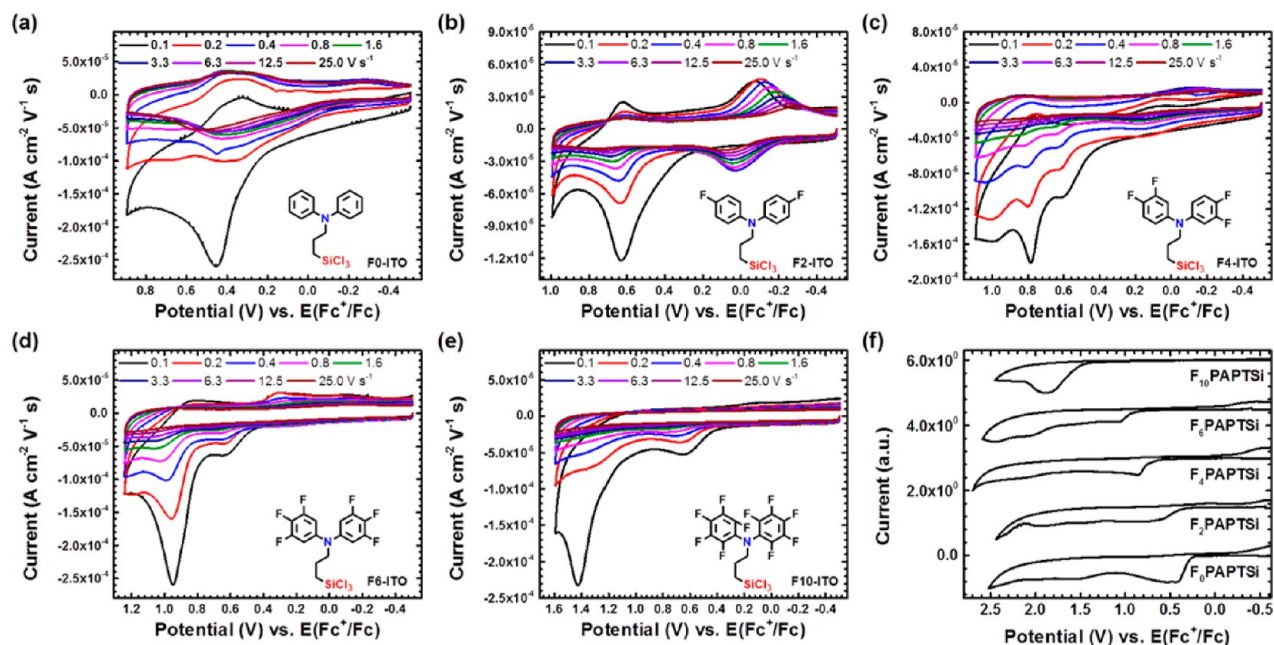 (a)
0.1 0.2 0.4 0.8 1.6
3.3 6.3 12.5 25.0 V s⁻¹
Current (A cm⁻² V⁻¹ s)
5.0x10⁻⁵
0.0
-5.0x10⁻⁵
-1.0x10⁻⁴
-1.5x10⁻⁴
-2.0x10⁻⁴
-2.5x10⁻⁴
N
SiCl₃
F0-ITO
0.8 0.4 0.0 -0.4
Potential (V) vs. E(Fc⁺/Fc)
(b)
0.1 0.2 0.4 0.8 1.6
3.3 6.3 12.5 25.0 V s⁻¹
Current (A cm⁻² V⁻¹ s)
9.0x10⁻⁵
6.0x10⁻⁵
3.0x10⁻⁵
0.0
-3.0x10⁻⁵
-6.0x10⁻⁵
-9.0x10⁻⁵
-1.2x10⁻⁴
F F
N
SiCl₃
F2-ITO
1.0 0.8 0.6 0.4 0.2 0.0 -0.2 -0.4
Potential (V) vs. E(Fc⁺/Fc)
(c)
0.1 0.2 0.4 0.8 1.6
3.3 6.3 12.5 25.0 V s⁻¹
Current (A cm⁻² V⁻¹ s)
8.0x10⁻⁵
4.0x10⁻⁵
0.0
-4.0x10⁻⁵
-8.0x10⁻⁵
-1.2x10⁻⁴
-1.6x10⁻⁴
-2.0x10⁻⁴
F
F F
F
N
SiCl₃
F4-ITO
1.0 0.8 0.6 0.4 0.2 0.0 -0.2 -0.4
Potential (V) vs. E(Fc⁺/Fc)
(d)
0.1 0.2 0.4 0.8 1.6
3.3 6.3 12.5 25.0 V s⁻¹
Current (A cm⁻² V⁻¹ s)
5.0x10⁻⁵
0.0
-5.0x10⁻⁵
-1.0x10⁻⁴
-1.5x10⁻⁴
-2.0x10⁻⁴
-2.5x10⁻⁴
F F
F F
F F
N
SiCl₃
F6-ITO
1.2 1.0 0.8 0.6 0.4 0.2 0.0 -0.2 -0.4
Potential (V) vs. E(Fc⁺/Fc)
(e)
0.1 0.2 0.4 0.8 1.6
3.3 6.3 12.5 25.0 V s⁻¹
Current (A cm⁻² V⁻¹ s)
5.0x10⁻⁵
0.0
-5.0x10⁻⁵
-1.0x10⁻⁴
-1.5x10⁻⁴
-2.0x10⁻⁴
-2.5x10⁻⁴
F F
F F F F
F F F F
N
SiCl₃
F10-ITO
1.6 1.4 1.2 1.0 0.8 0.6 0.4 0.2 0.0 -0.2 -0.4
Potential (V) vs. E(Fc⁺/Fc)
(f)
Current (a.u.)
6.0x10⁰
4.0x10⁰
2.0x10⁰
0.0
F₁₀PAPTSi
F₆PAPTSi
F₄PAPTSi
F₂PAPTSi
F₀PAPTSi
2.5 2.0 1.5 1.0 0.5 0.0 -0.5
Potential (V) vs. E(Fc⁺/Fc)